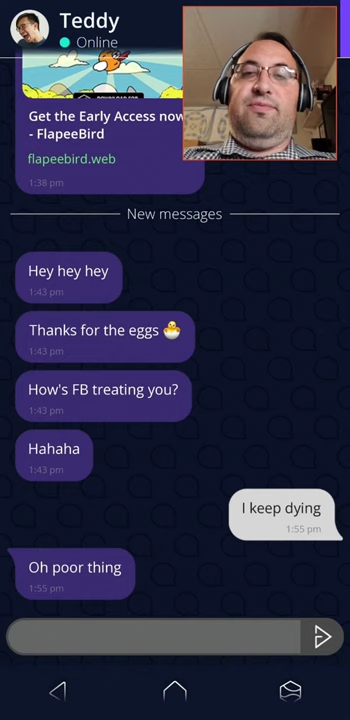 Teddy
Online
Get the Early Access now
- FlapeeBird
flapeebird.web
1:38 pm
New messages
Hey hey hey
1:43 pm
Thanks for the eggs 🐣
1:43 pm
How's FB treating you?
1:43 pm
Hahaha
1:43 pm
I keep dying
1:55 pm
Oh poor thing
1:55 pm